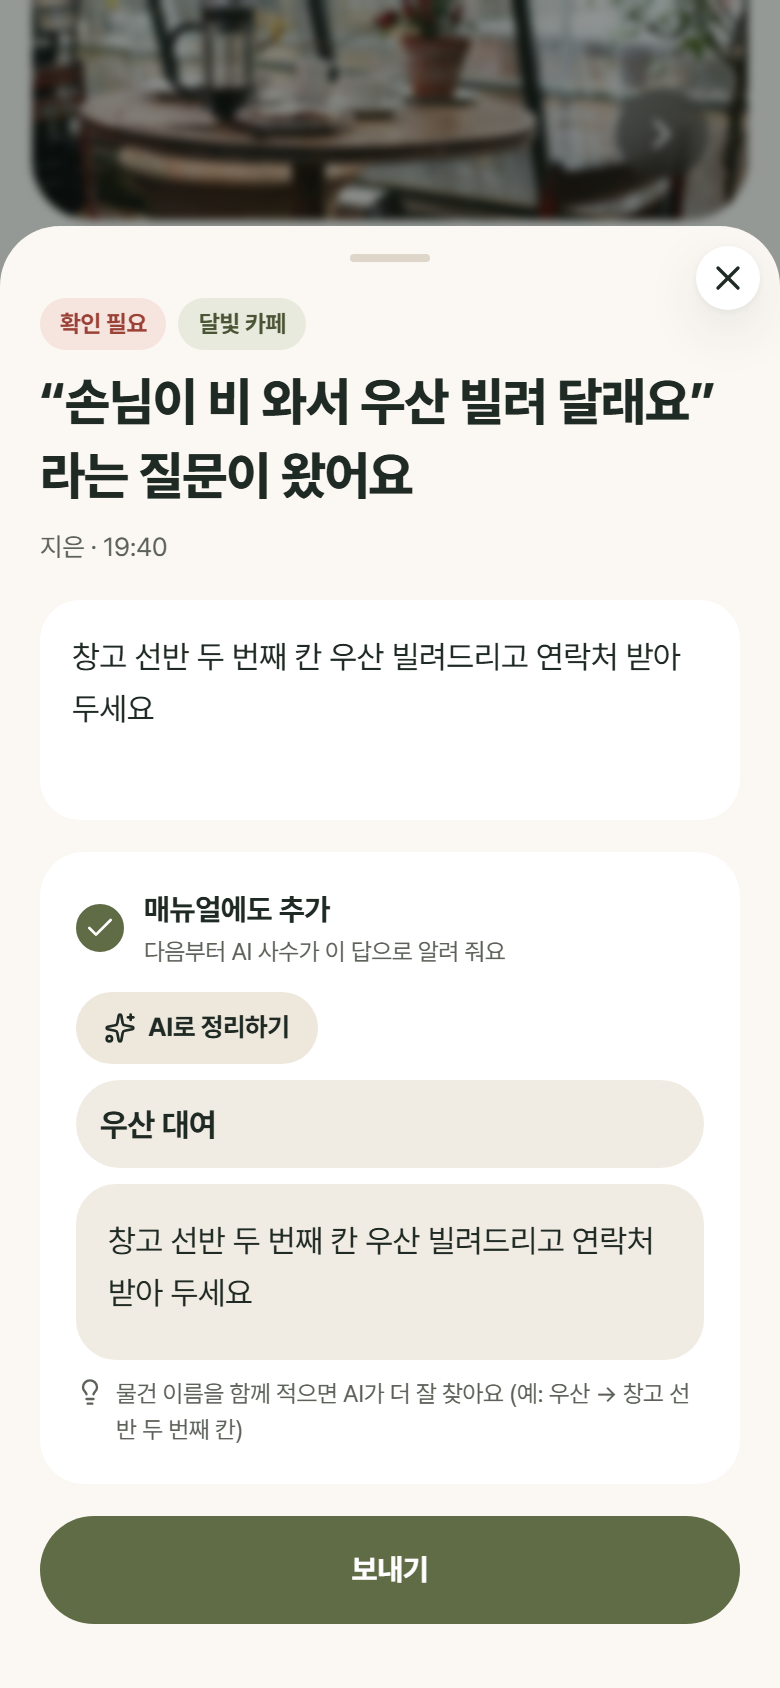 확인 필요
달빛 카페
“손님이 비 와서 우산 빌려 달래요”
라는 질문이 왔어요
지은 · 19:40
창고 선반 두 번째 칸 우산 빌려드리고 연락처 받아
두세요
매뉴얼에도 추가
다음부터 AI 사수가 이 답으로 알려 줘요
AI로 정리하기
우산 대여
창고 선반 두 번째 칸 우산 빌려드리고 연락처
받아 두세요
물건 이름을 함께 적으면 AI가 더 잘 찾아요 (예: 우산 → 창고 선
반 두 번째 칸)
보내기